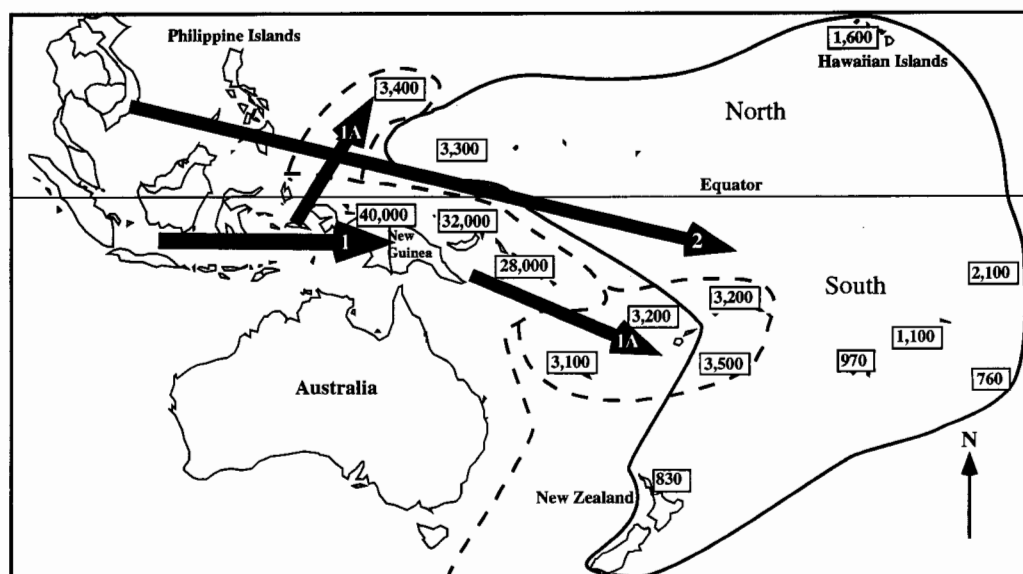 Philippine Islands
1,600
Hawaiian Islands
3,400
North
1A
3,300
Equator
40,000
32,000
New
Guinea
1
2
28,000
2,100
South
3,200
3,200
1A
1,100
3,100
3,500
970
760
Australia
N
830
New Zealand